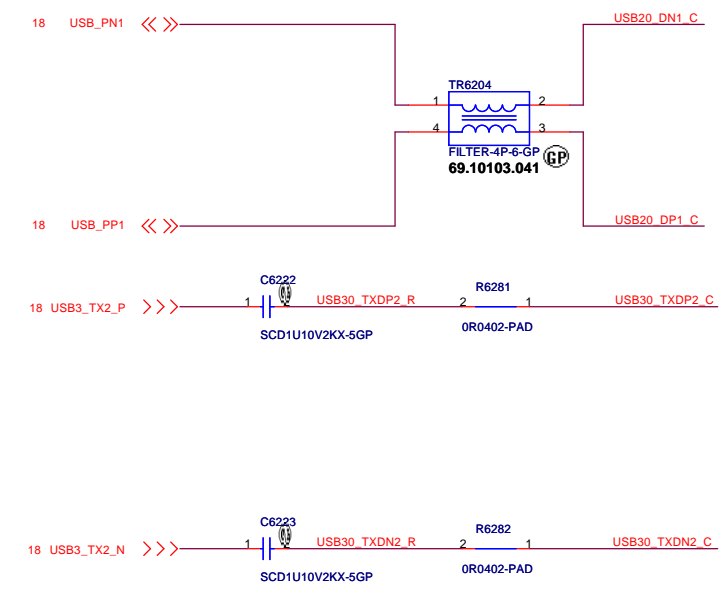 18 USB_PN1
USB20_DN1_C
TR6204
1
2
4
3
FILTER-4P-6-GP
GP
69.10103.041
18 USB_PP1
USB20_DP1_C
C6222
R6281
18 USB3_TX2_P
1
2
USB30_TXDP2_R
2
1
USB30_TXDP2_C
SCD1U10V2KX-5GP
0R0402-PAD
C6223
R6282
18 USB3_TX2_N
1
2
USB30_TXDN2_R
2
1
USB30_TXDN2_C
SCD1U10V2KX-5GP
0R0402-PAD